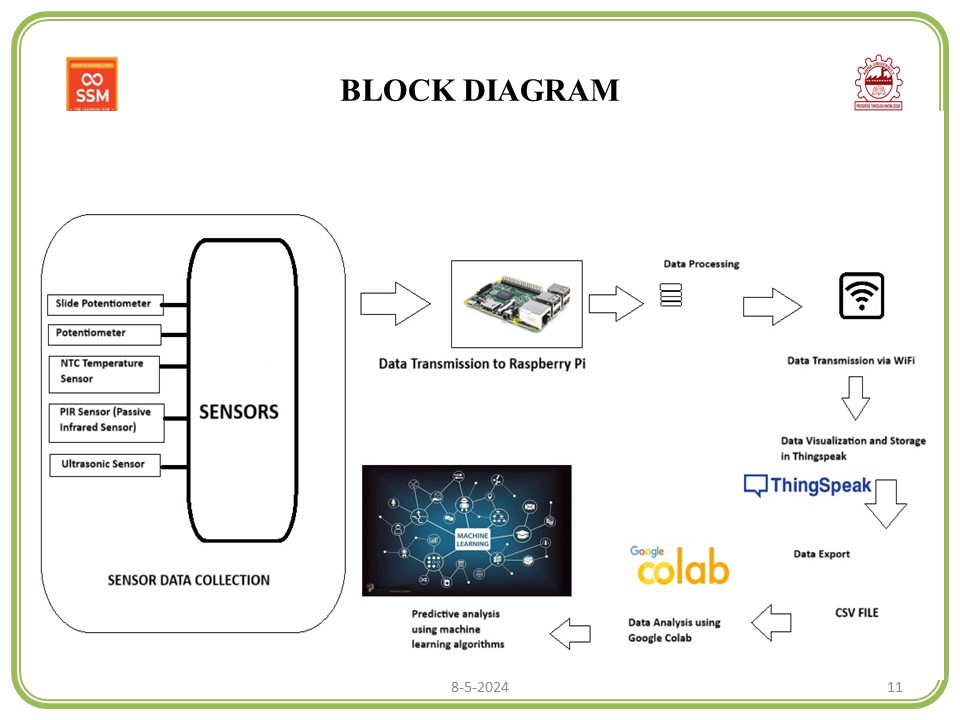 SSM
BLOCK DIAGRAM
PROGRESS THROUGH KNOWLEDGE
Slide Potentiometer
Potentiometer
NTC Temperature
Sensor
PIR Sensor (Passive
Infrared Sensor)
Ultrasonic Sensor
SENSORS
SENSOR DATA COLLECTION
Data Transmission to Raspberry Pi
Data Processing
Data Transmission via WiFi
Data Visualization and Storage
in Thingspeak
ThingSpeak
Data Export
CSV FILE
Google
colab
Data Analysis using
Google Colab
MACHINE
LEARNING
Predictive analysis
using machine
learning algorithms
8-5-2024
11